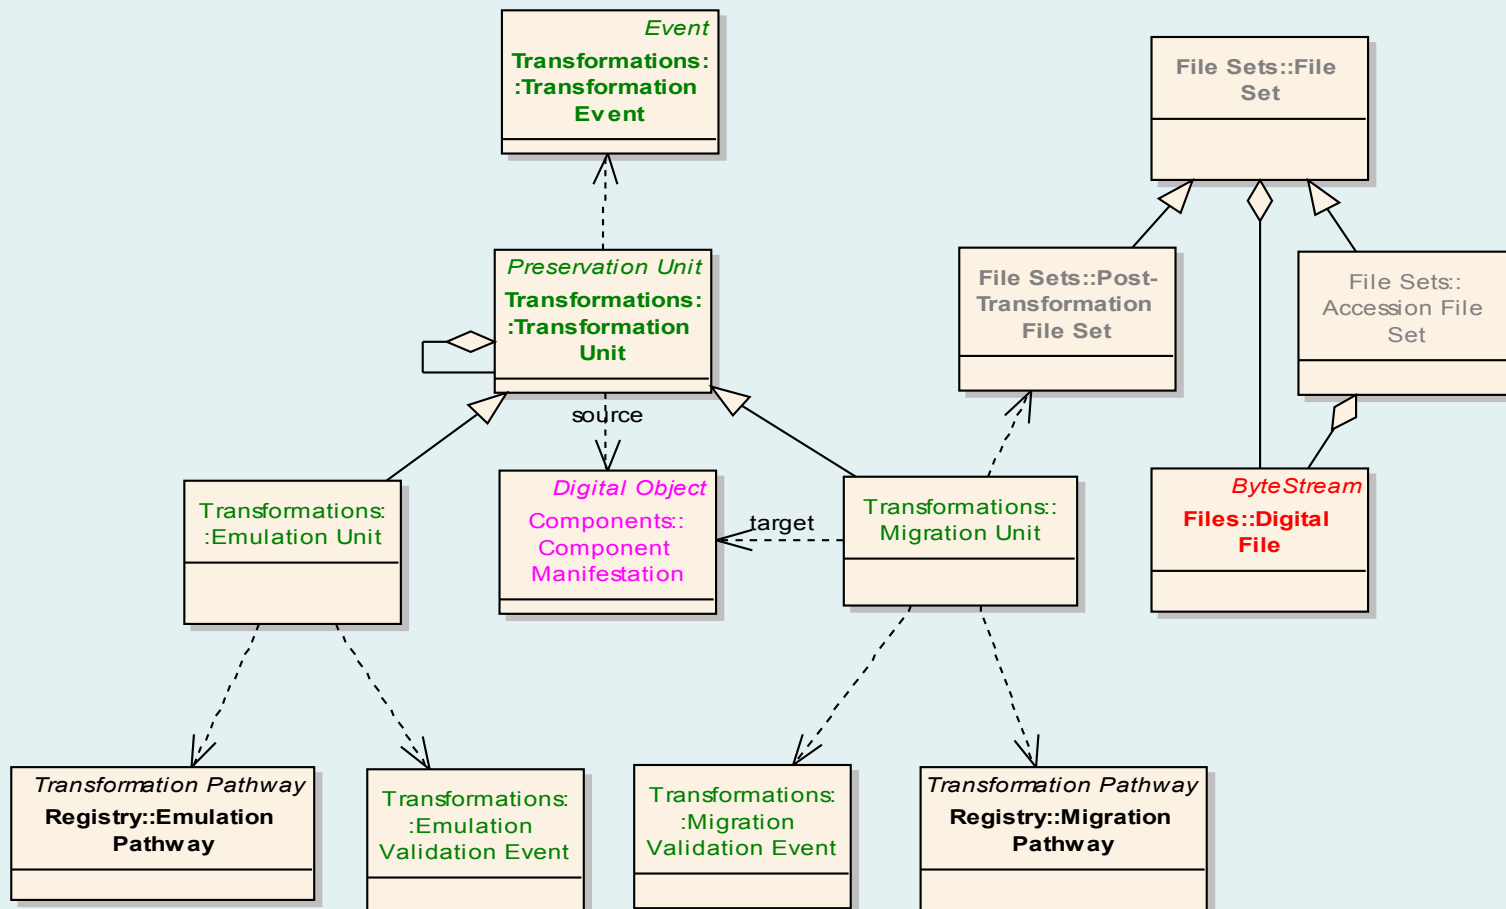 Event
Transformations:
:Transformation
Event
File Sets::File
Set
Preservation Unit
Transformations:
:Transformation
Unit
File Sets::Post-
Transformation
File Set
File Sets::
Accession File
Set
source
Transformations:
:Emulation Unit
Digital Object
Components::
Component
Manifestation
target
Transformations::
Migration Unit
ByteStream
Files::Digital
File
Transformation Pathway
Registry::Emulation
Pathway
Transformations:
:Emulation
Validation Event
Transformations:
:Migration
Validation Event
Transformation Pathway
Registry::Migration
Pathway